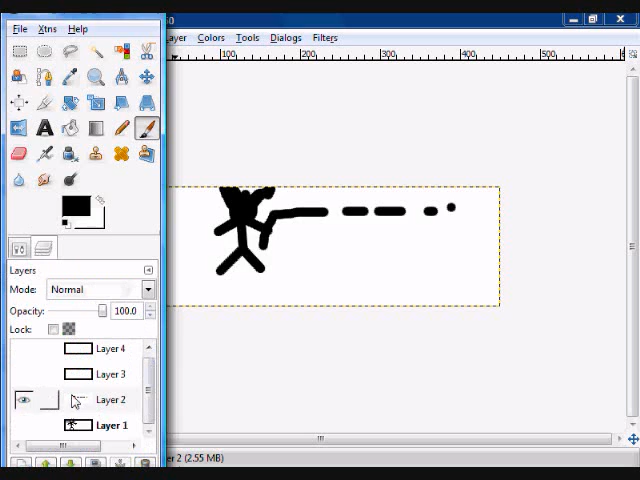 File Xtns Help
Layer Colors Tools Dialogs Filters
100 200 300 400 500
Layers
Mode: Normal
Opacity: 100.0
Lock:
Layer 4
Layer 3
Layer 2
Layer 1
er 2 (2.55 MB)